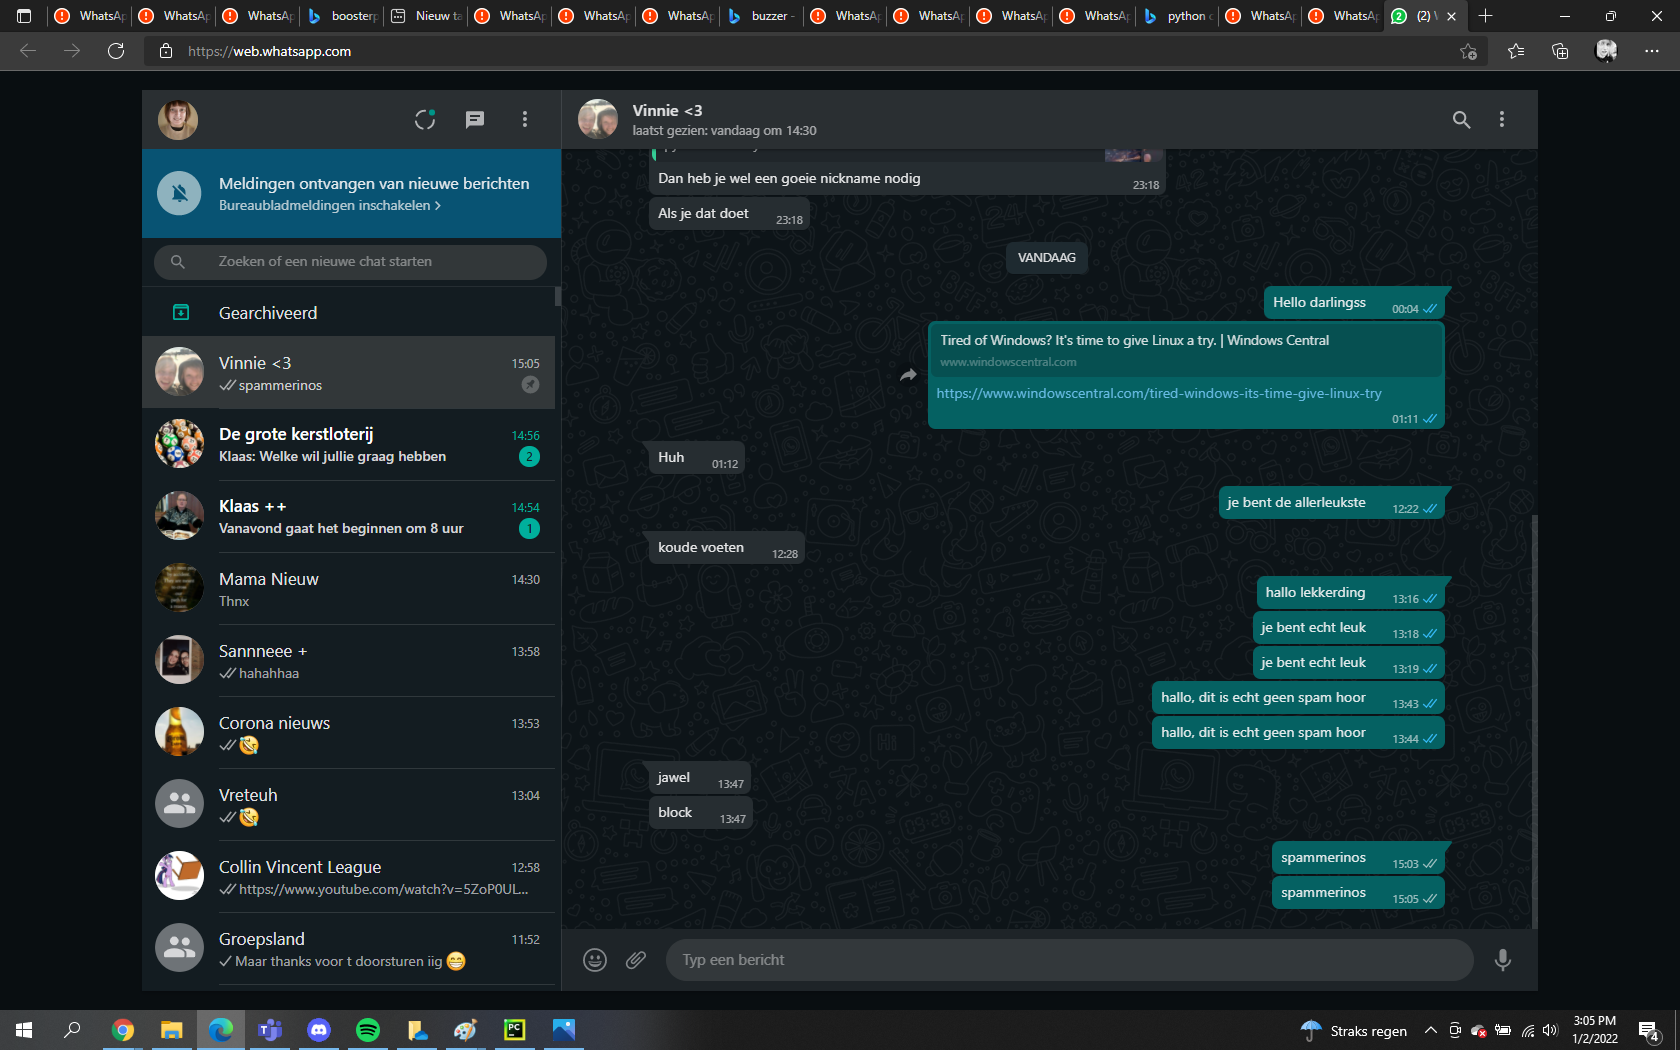 WhatsAp
WhatsAp
WhatsAp
boosterp
Nieuw ta
WhatsAp
WhatsAp
WhatsAp
buzzer -
WhatsAp
WhatsAp
WhatsAp
WhatsAp
python c
WhatsAp
WhatsAp
(2)
https://web.whatsapp.com
Meldingen ontvangen van nieuwe berichten
Bureaubladmeldingen inschakelen >
Zoeken of een nieuwe chat starten
Gearchiveerd
Vinnie <3 15:05
spammerinos
De grote kerstloterij 14:56
Klaas: Welke wil jullie graag hebben 2
Klaas ++ 14:54
Vanavond gaat het beginnen om 8 uur 1
Mama Nieuw 14:30
Thnx
Sannneee + 13:58
hahahhaa
Corona nieuws 13:53
🤣
Vreteuh 13:04
🤣
Collin Vincent League 12:58
https://www.youtube.com/watch?v=5ZoP0UL...
Groepsland 11:52
Maar thanks voor t doorsturen iig 😁
Vinnie <3
laatst gezien: vandaag om 14:30
Dan heb je wel een goeie nickname nodig 23:18
Als je dat doet 23:18
VANDAAG
Hello darlingss 00:04
Tired of Windows? It's time to give Linux a try. | Windows Central
www.windowscentral.com
https://www.windowscentral.com/tired-windows-its-time-give-linux-try
01:11
Huh 01:12
je bent de allerleukste 12:22
koude voeten 12:28
hallo lekkerding 13:16
je bent echt leuk 13:18
je bent echt leuk 13:19
hallo, dit is echt geen spam hoor 13:43
hallo, dit is echt geen spam hoor 13:44
jawel 13:47
block 13:47
spammerinos 15:03
spammerinos 15:05
Typ een bericht
PC
Straks regen
3:05 PM
1/2/2022
4